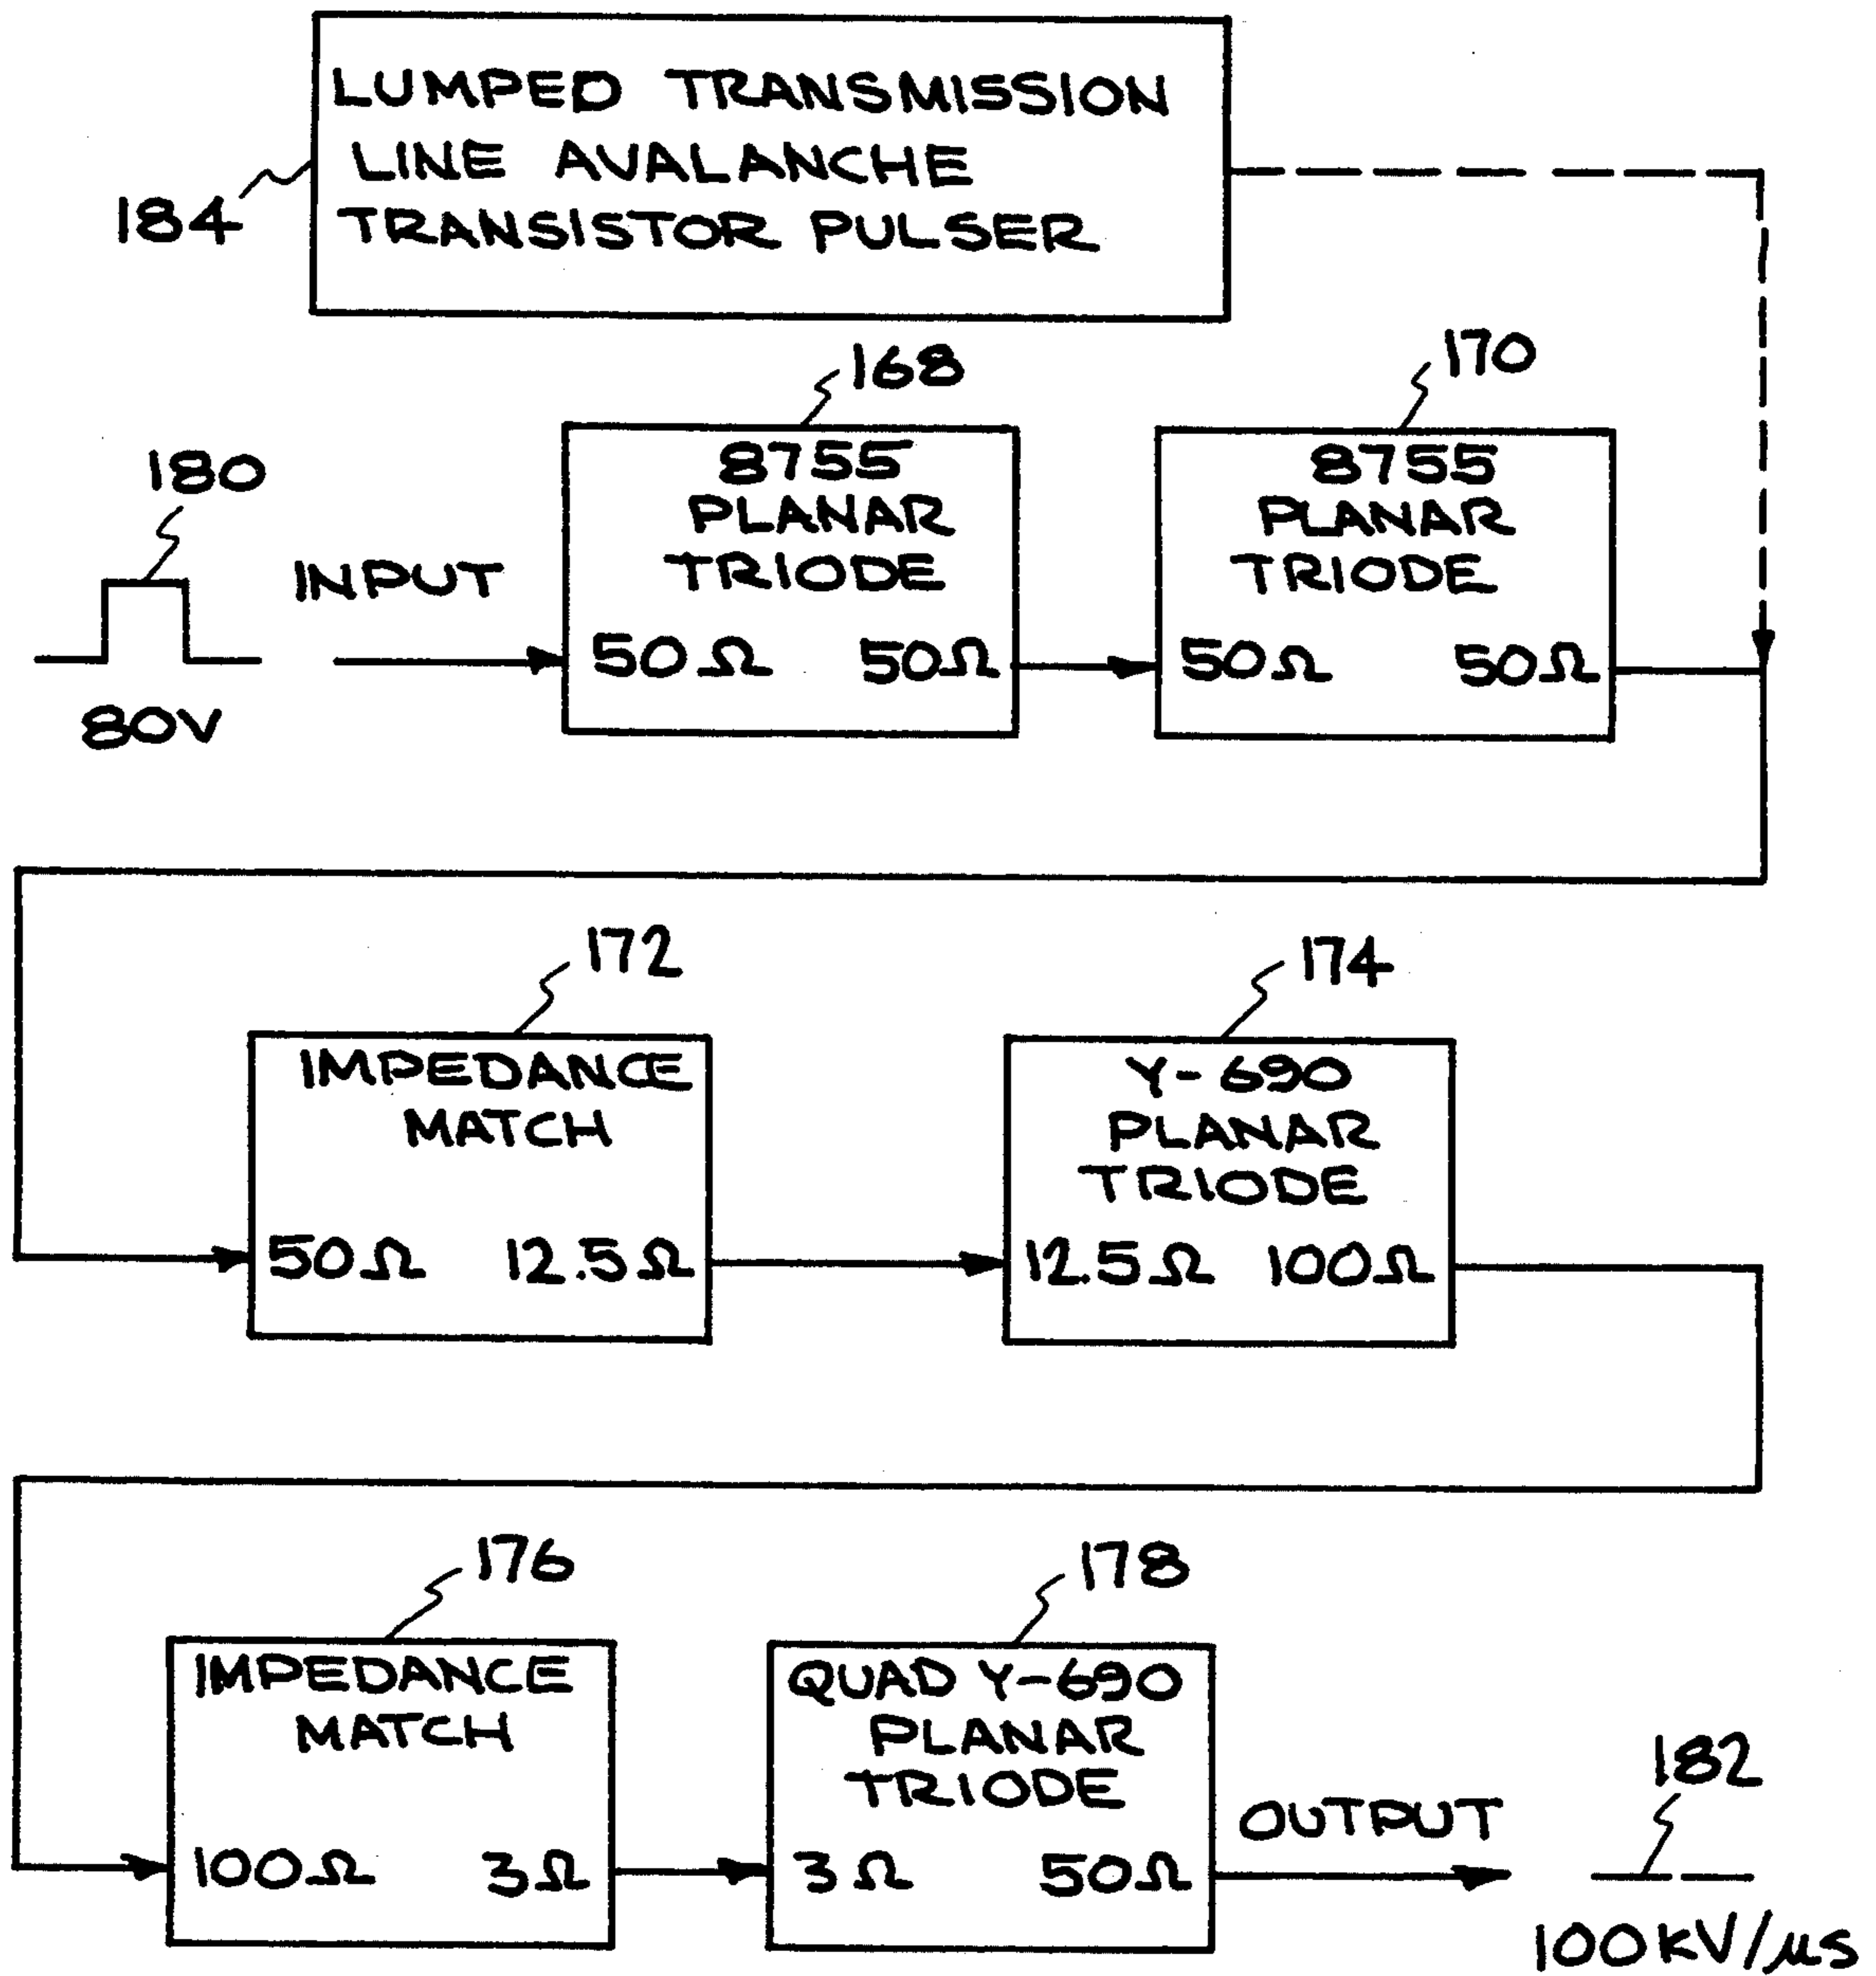 LUMPED TRANSMISSION
LINE AVALANCHE
TRANSISTOR PULSER
184
168
170
180
8755
PLANAR
TRIODE
50Ω 50Ω
8755
PLANAR
TRIODE
50Ω 50Ω
INPUT
80V
172
174
IMPEDANCE
MATCH
50Ω 12.5Ω
Y-690
PLANAR
TRIODE
12.5Ω 100Ω
176
178
IMPEDANCE
MATCH
100Ω 3Ω
QUAD Y-690
PLANAR
TRIODE
3Ω 50Ω
182
OUTPUT
100kV/μs